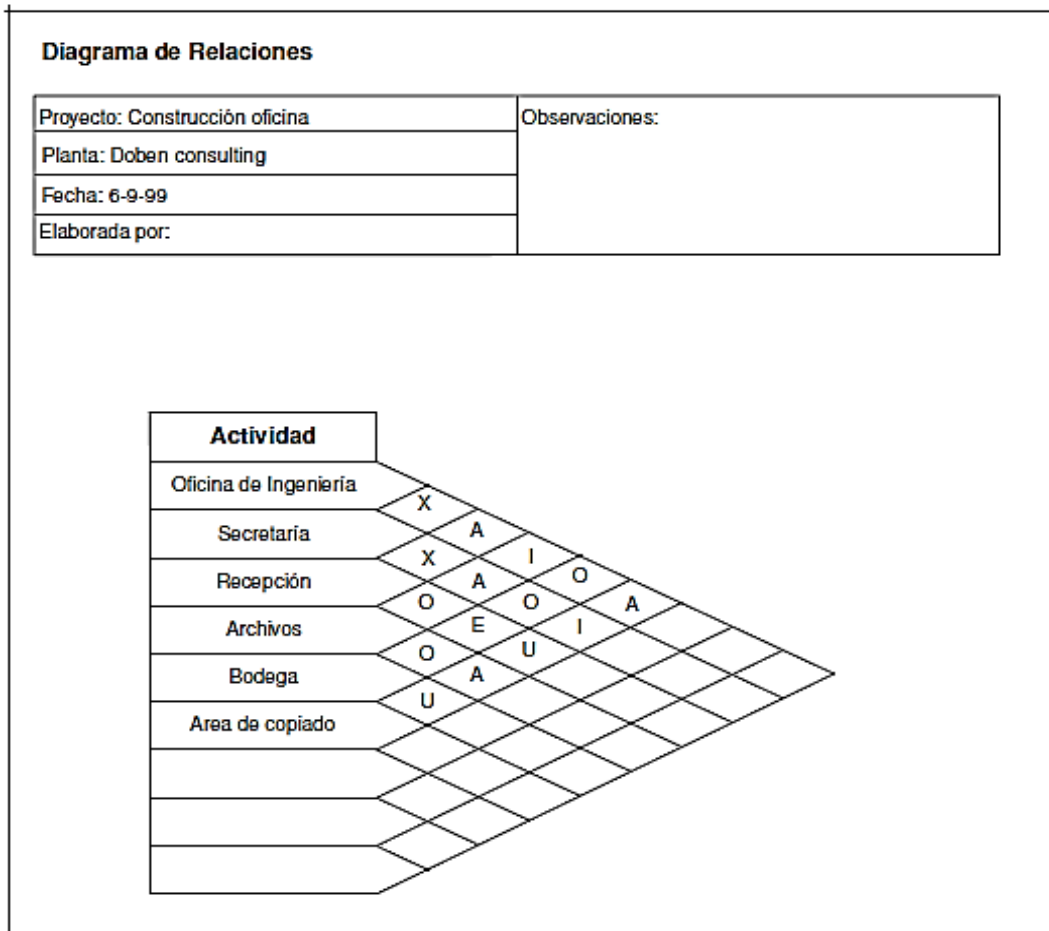 Diagrama de Relaciones
Proyecto: Construcción oficina
Observaciones:
Planta: Doben consulting
Fecha: 6-9-99
Elaborada por:
Actividad
Oficina de Ingeniería
X
Secretaría
A
I
X
O
Recepción
A
O
O
A
Archivos
E
I
O
U
Bodega
A
U
Area de copiado